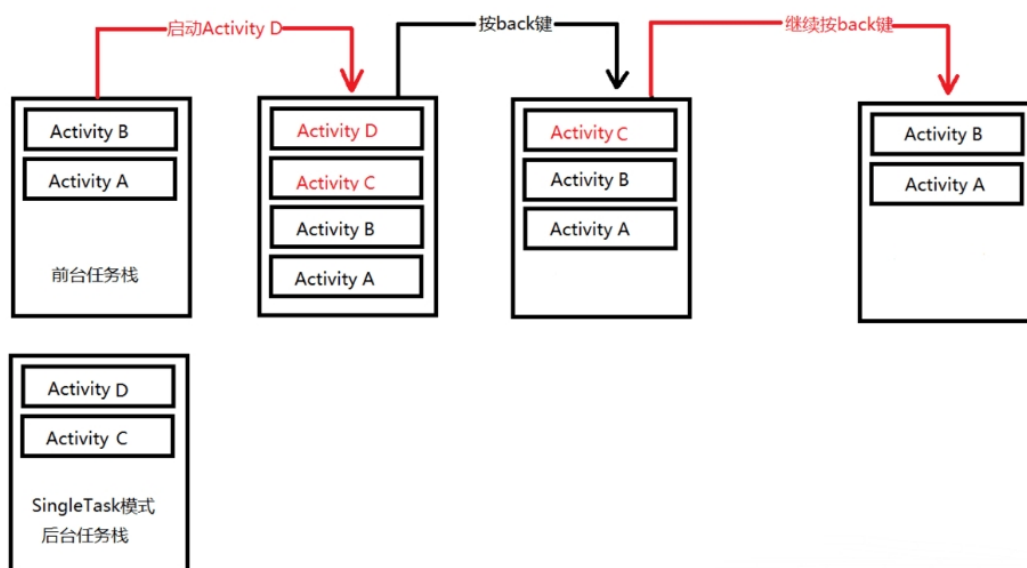 启动Activity D
按back键
继续按back键
Activity B
Activity A
前台任务栈
Activity D
Activity C
Activity B
Activity A
Activity C
Activity B
Activity A
Activity B
Activity A
Activity D
Activity C
SingleTask模式
后台任务栈